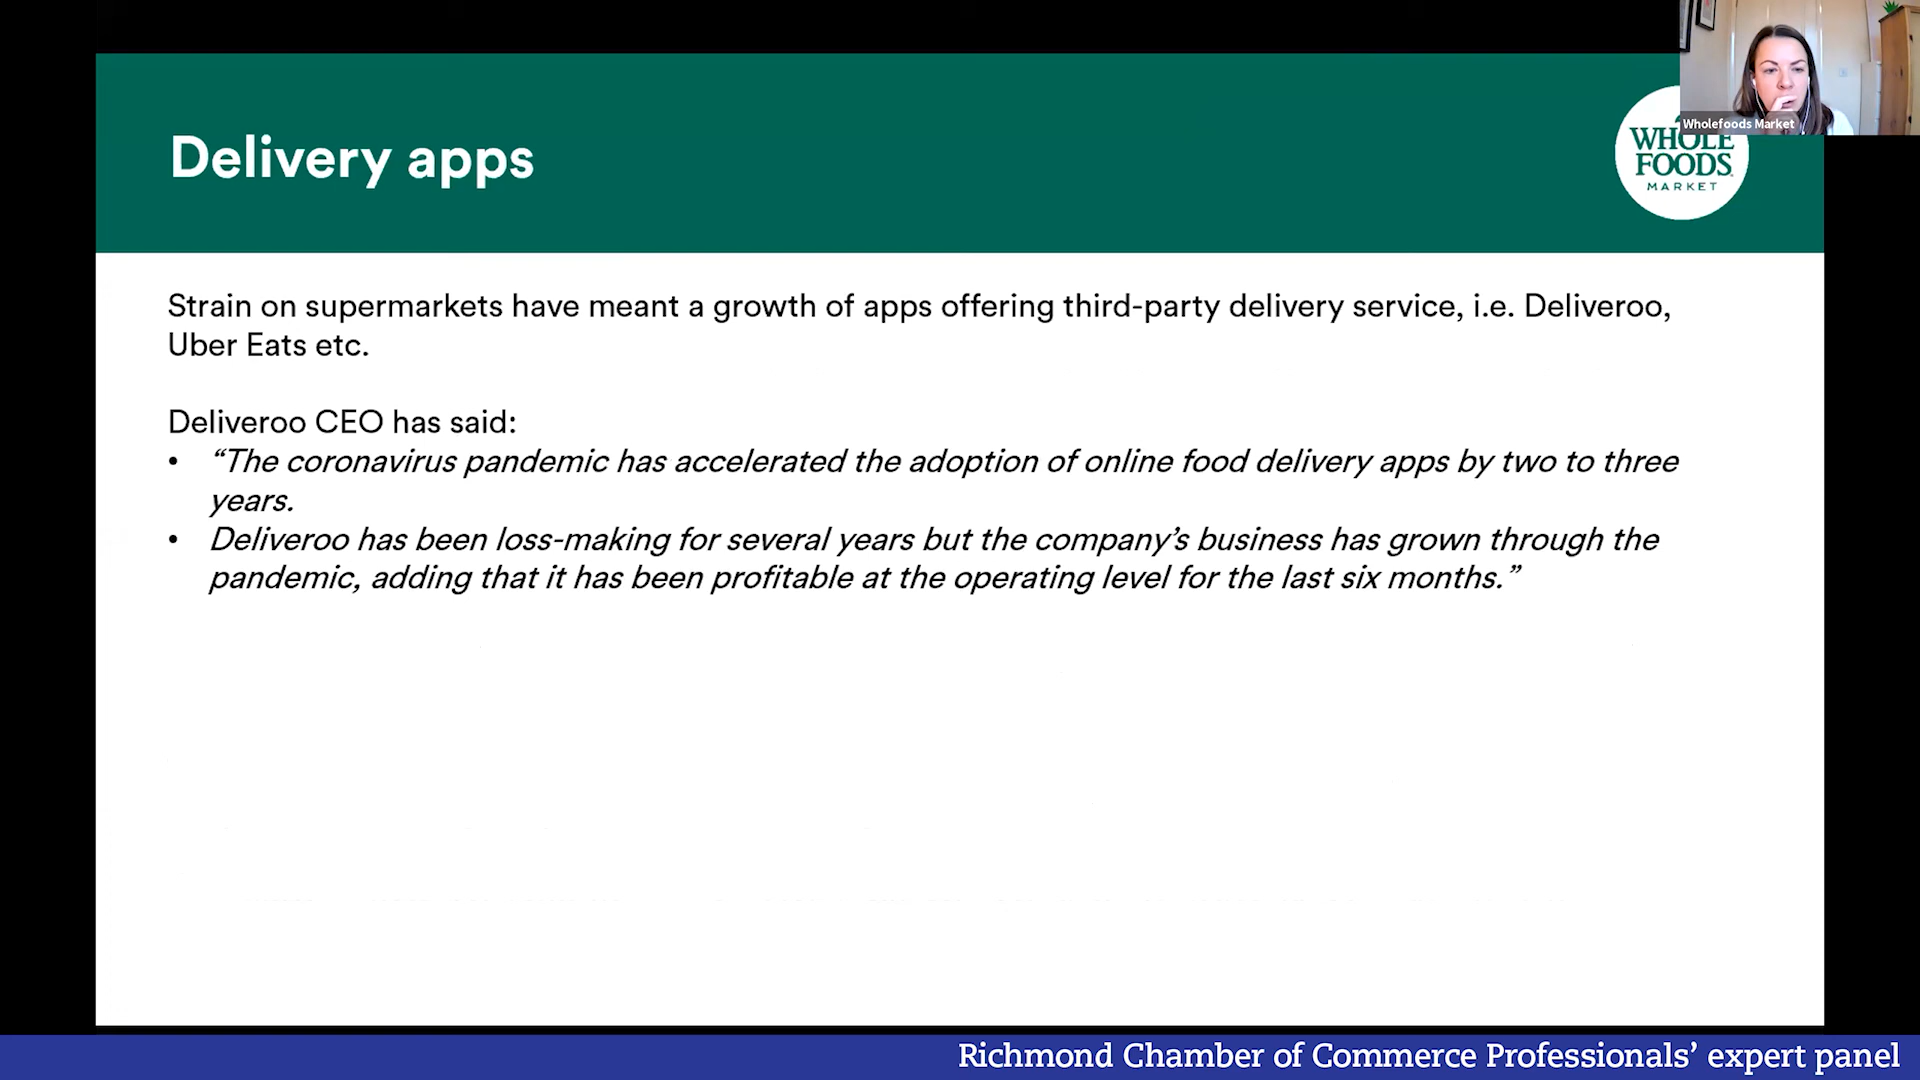 Wholefoods Market
Delivery apps
WHOLE
FOODS
MARKET
Strain on supermarkets have meant a growth of apps offering third-party delivery service, i.e. Deliveroo,
Uber Eats etc.
Deliveroo CEO has said:
• “The coronavirus pandemic has accelerated the adoption of online food delivery apps by two to three
years.
• Deliveroo has been loss-making for several years but the company’s business has grown through the
pandemic, adding that it has been profitable at the operating level for the last six months.”
Richmond Chamber of Commerce Professionals’ expert panel